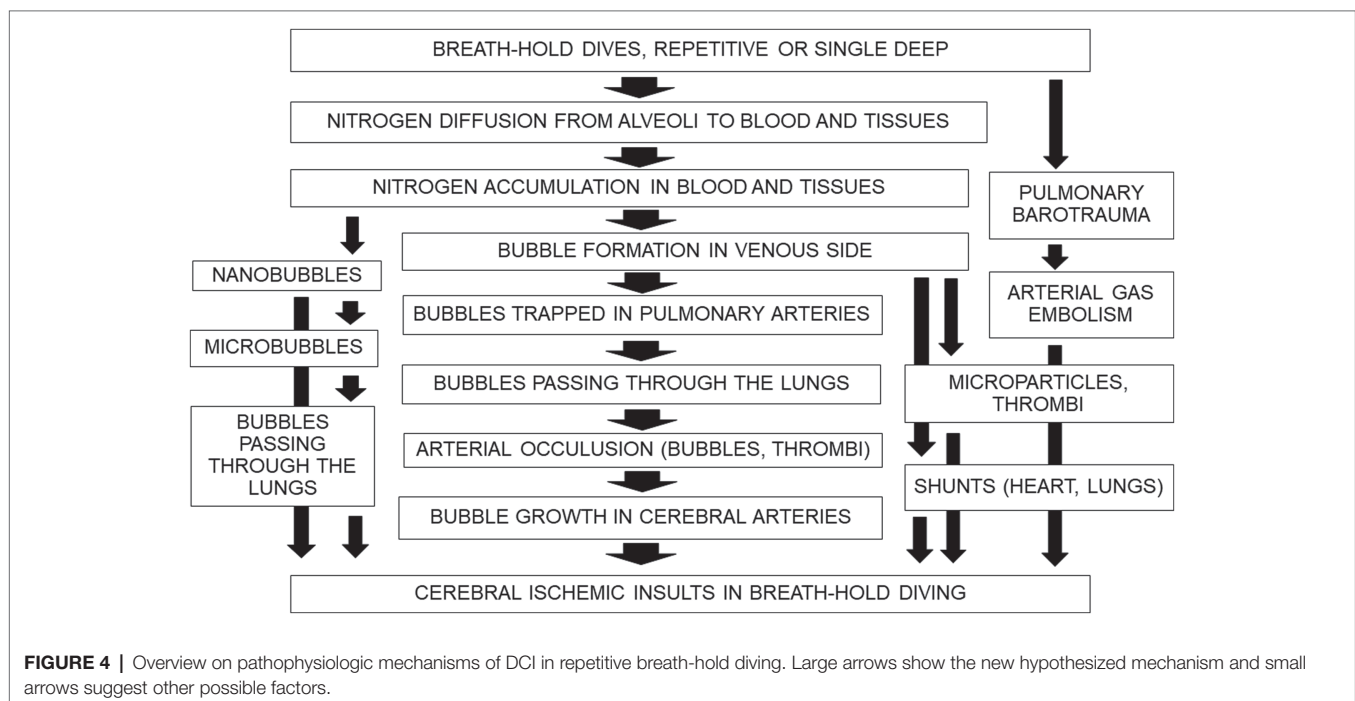 BREATH-HOLD DIVES, REPETITIVE OR SINGLE DEEP
NITROGEN DIFFUSION FROM ALVEOLI TO BLOOD AND TISSUES
NITROGEN ACCUMULATION IN BLOOD AND TISSUES
PULMONARY
BAROTRAUMA
BUBBLE FORMATION IN VENOUS SIDE
NANOBUBBLES
ARTERIAL GAS
EMBOLISM
BUBBLES TRAPPED IN PULMONARY ARTERIES
MICROBUBBLES
BUBBLES PASSING THROUGH THE LUNGS
MICROPARTICLES,
THROMBI
BUBBLES
PASSING
THROUGH THE
LUNGS
ARTERIAL OCCULUSION (BUBBLES, THROMBI)
SHUNTS (HEART, LUNGS)
BUBBLE GROWTH IN CEREBRAL ARTERIES
CEREBRAL ISCHEMIC INSULTS IN BREATH-HOLD DIVING
FIGURE 4 | Overview on pathophysiologic mechanisms of DCI in repetitive breath-hold diving. Large arrows show the new hypothesized mechanism and small
arrows suggest other possible factors.